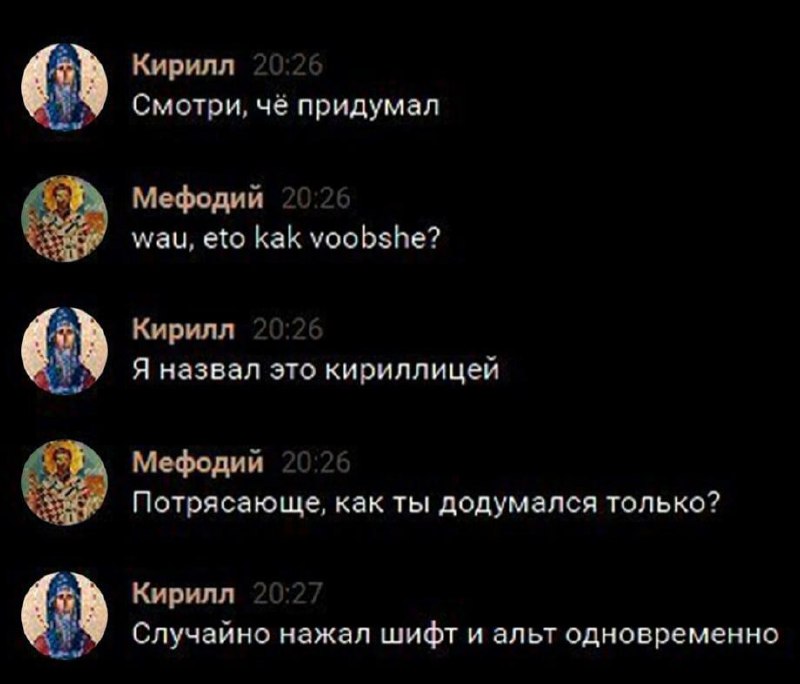 Кирилл 20:26
Смотри, чё придумал
Мефодий 20:26
wau, eto kak voobshe?
Кирилл 20:26
Я назвал это кириллицей
Мефодий 20:26
Потрясающе, как ты додумался только?
Кирилл 20:27
Случайно нажал шифт и альт одновременно